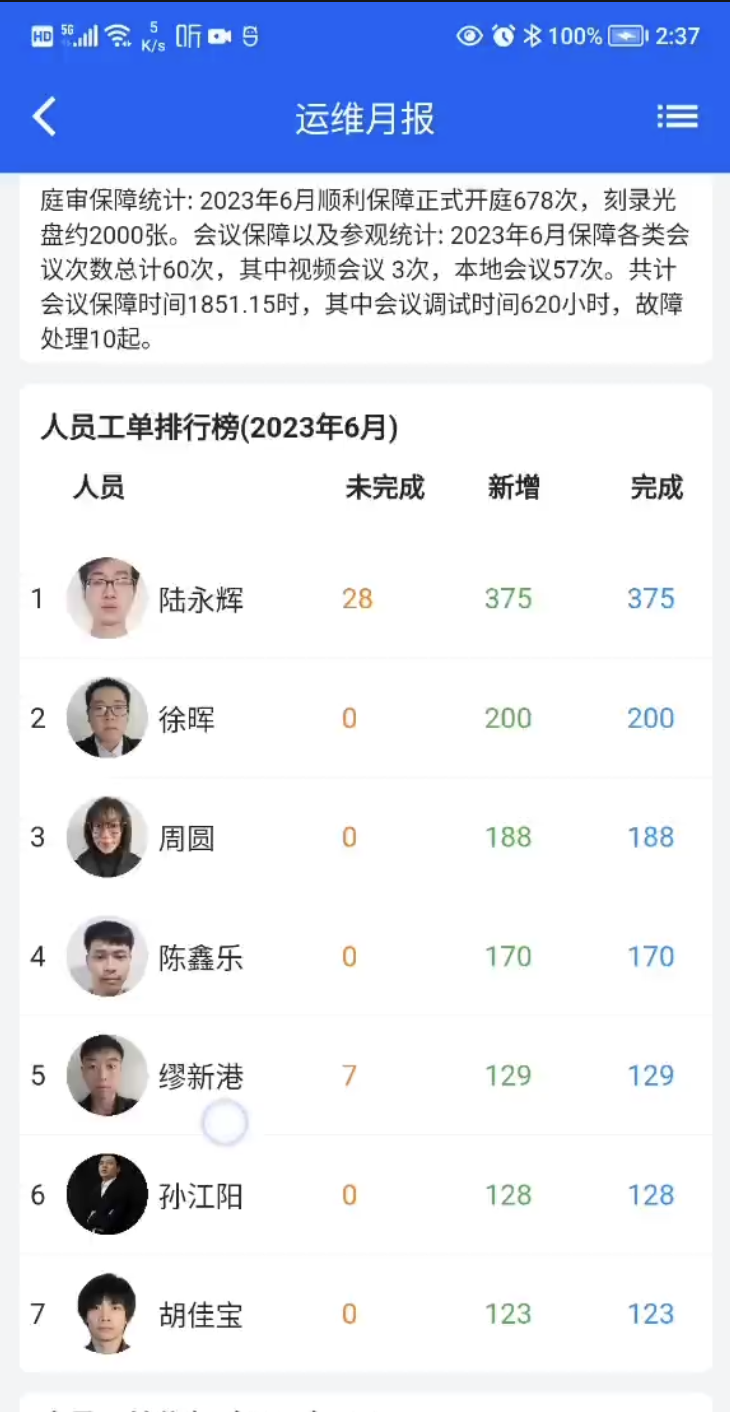 HD 5G 5 K/s 听 100% 2:37
运维月报
庭审保障统计: 2023年6月顺利保障正式开庭678次，刻录光
盘约2000张。会议保障以及参观统计: 2023年6月保障各类会
议次数总计60次，其中视频会议 3次，本地会议57次。共计
会议保障时间1851.15时，其中会议调试时间620小时，故障
处理10起。
人员工单排行榜(2023年6月)
人员 未完成 新增 完成
1 陆永辉 28 375 375
2 徐晖 0 200 200
3 周圆 0 188 188
4 陈鑫乐 0 170 170
5 缪新港 7 129 129
6 孙江阳 0 128 128
7 胡佳宝 0 123 123